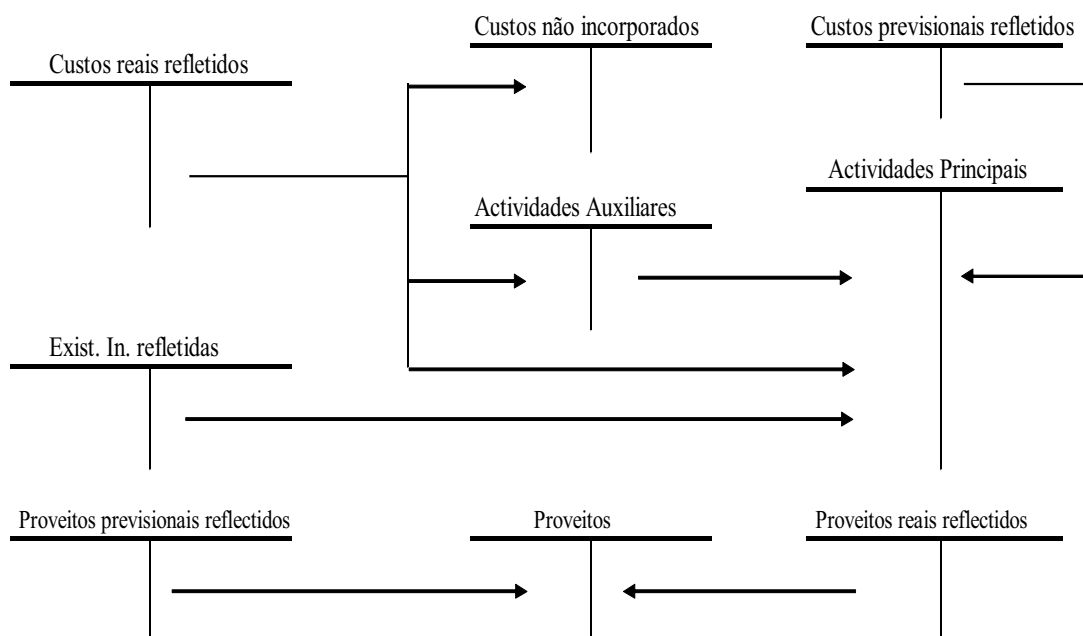 Custos não incorporados
Custos previsionais refletidos
Custos reais refletidos
Actividades Principais
Actividades Auxiliares
Exist. In. refletidas
Proveitos previsionais reflectidos
Proveitos
Proveitos reais reflectidos